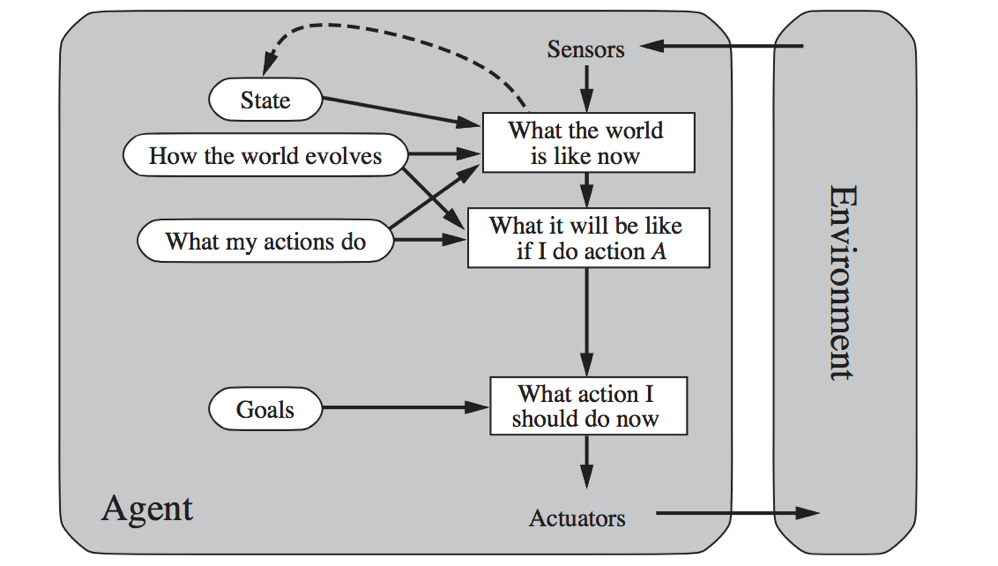 Sensors
State
What the world
is like now
How the world evolves
What my actions do
What it will be like
if I do action A
Environment
Goals
What action I
should do now
Agent
Actuators